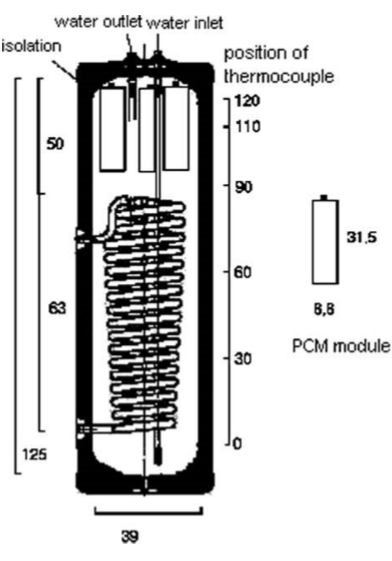 water outlet water inlet
isolation
position of
thermocouple
120
110
50
90
60
63
30
0
125
39
31,5
8,8
PCM module